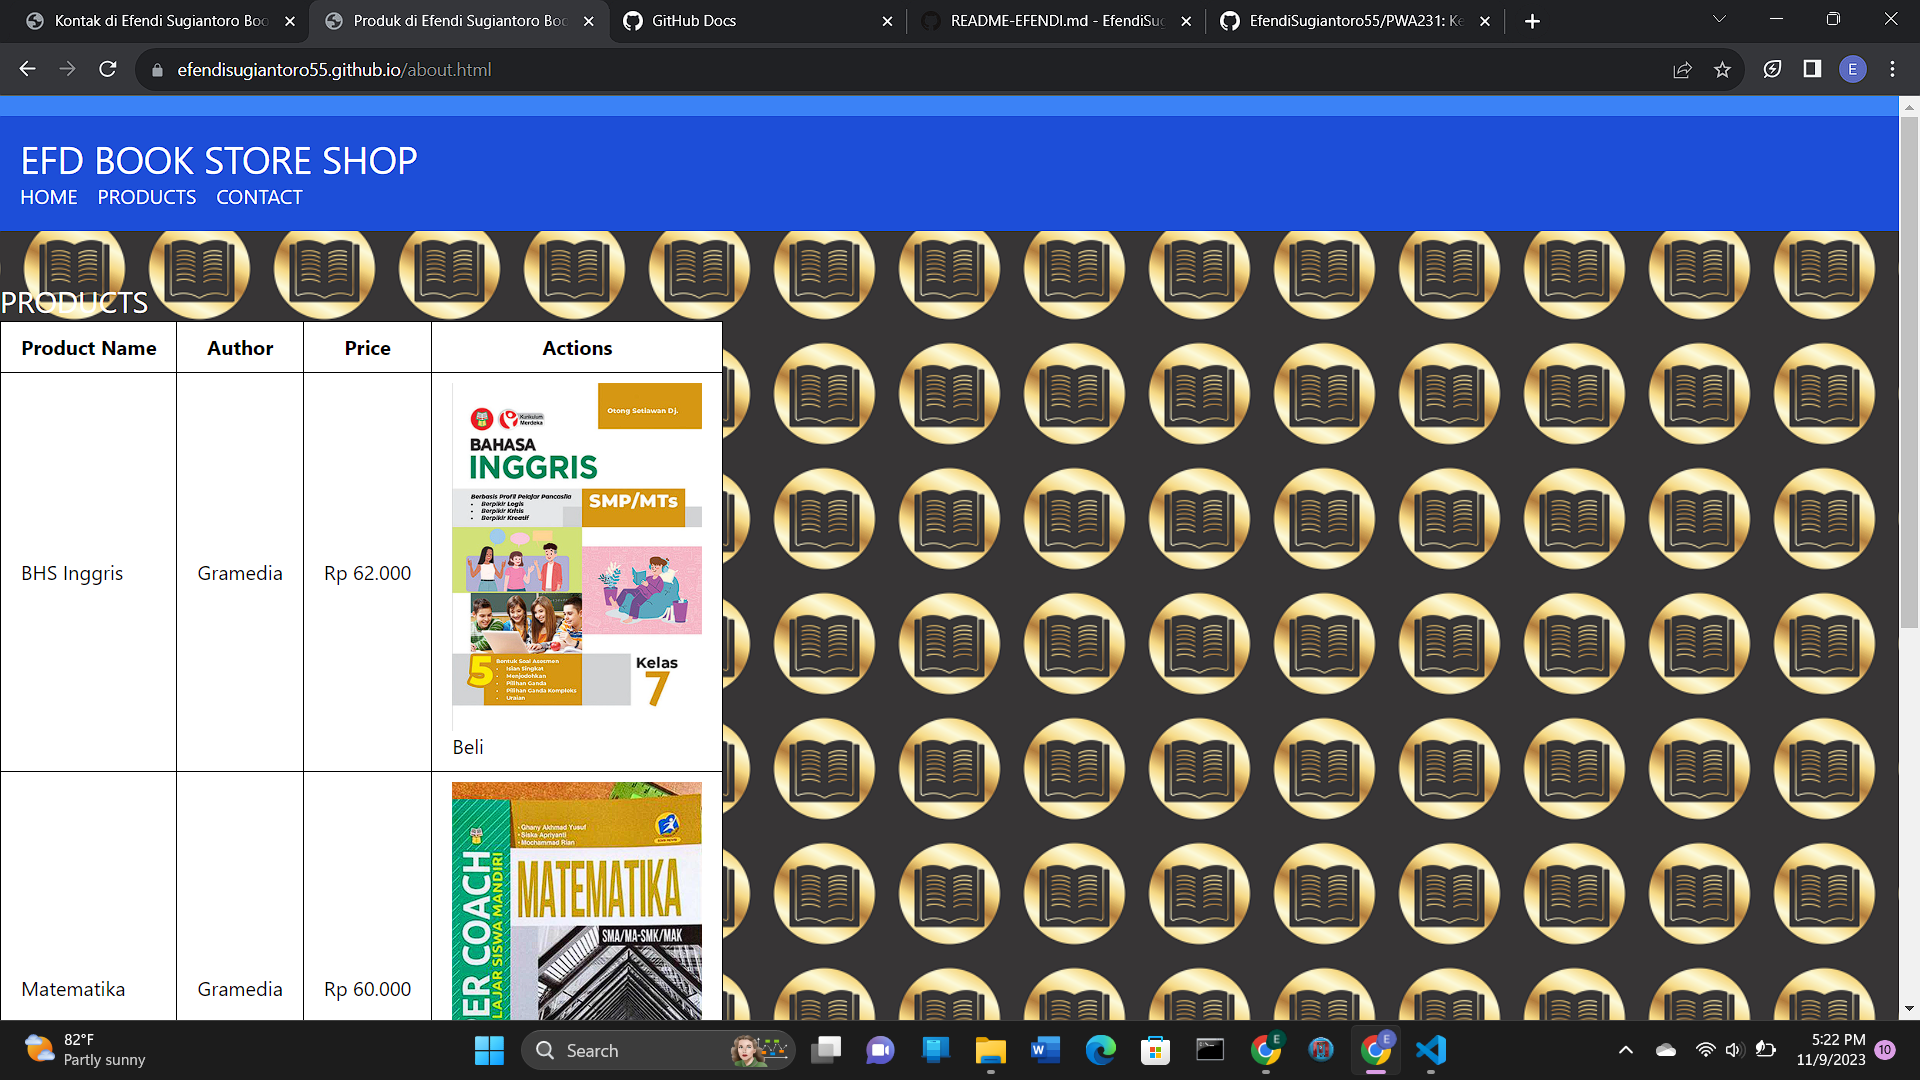 Kontak di Efendi Sugiantoro Boo
Produk di Efendi Sugiantoro Boo
GitHub Docs
README-EFENDI.md - EfendiSug
EfendiSugiantoro55/PWA231: Ke
efendisugiantoro55.github.io/about.html
E
EFD BOOK STORE SHOP
HOME PRODUCTS CONTACT
PRODUCTS
Product Name Author Price Actions
Otong Setiawan Dj.
Kurikulum
Merdeka
BAHASA
INGGRIS
Berbasis Profil Pelajar Pancasila
• Berpikir Logis
• Berpikir Kritis
• Berpikir Kreatif
SMP/MTs
BHS Inggris Gramedia Rp 62.000
5
Bentuk Soal Asesmen
• Isian Singkat
• Menjodohkan
• Pilihan Ganda
• Pilihan Ganda Kompleks
• Uraian
Kelas
7
Beli
• Ghany Akhmad Yusuf
• Siska Apriyanti
• Mochammad Rian
MATEMATIKA
SMA/MA-SMK/MAK
ER COACH
LAJAR SISWA MANDIRI
Matematika Gramedia Rp 60.000
82°F
Partly sunny
Search
E
E
5:22 PM
11/9/2023
10